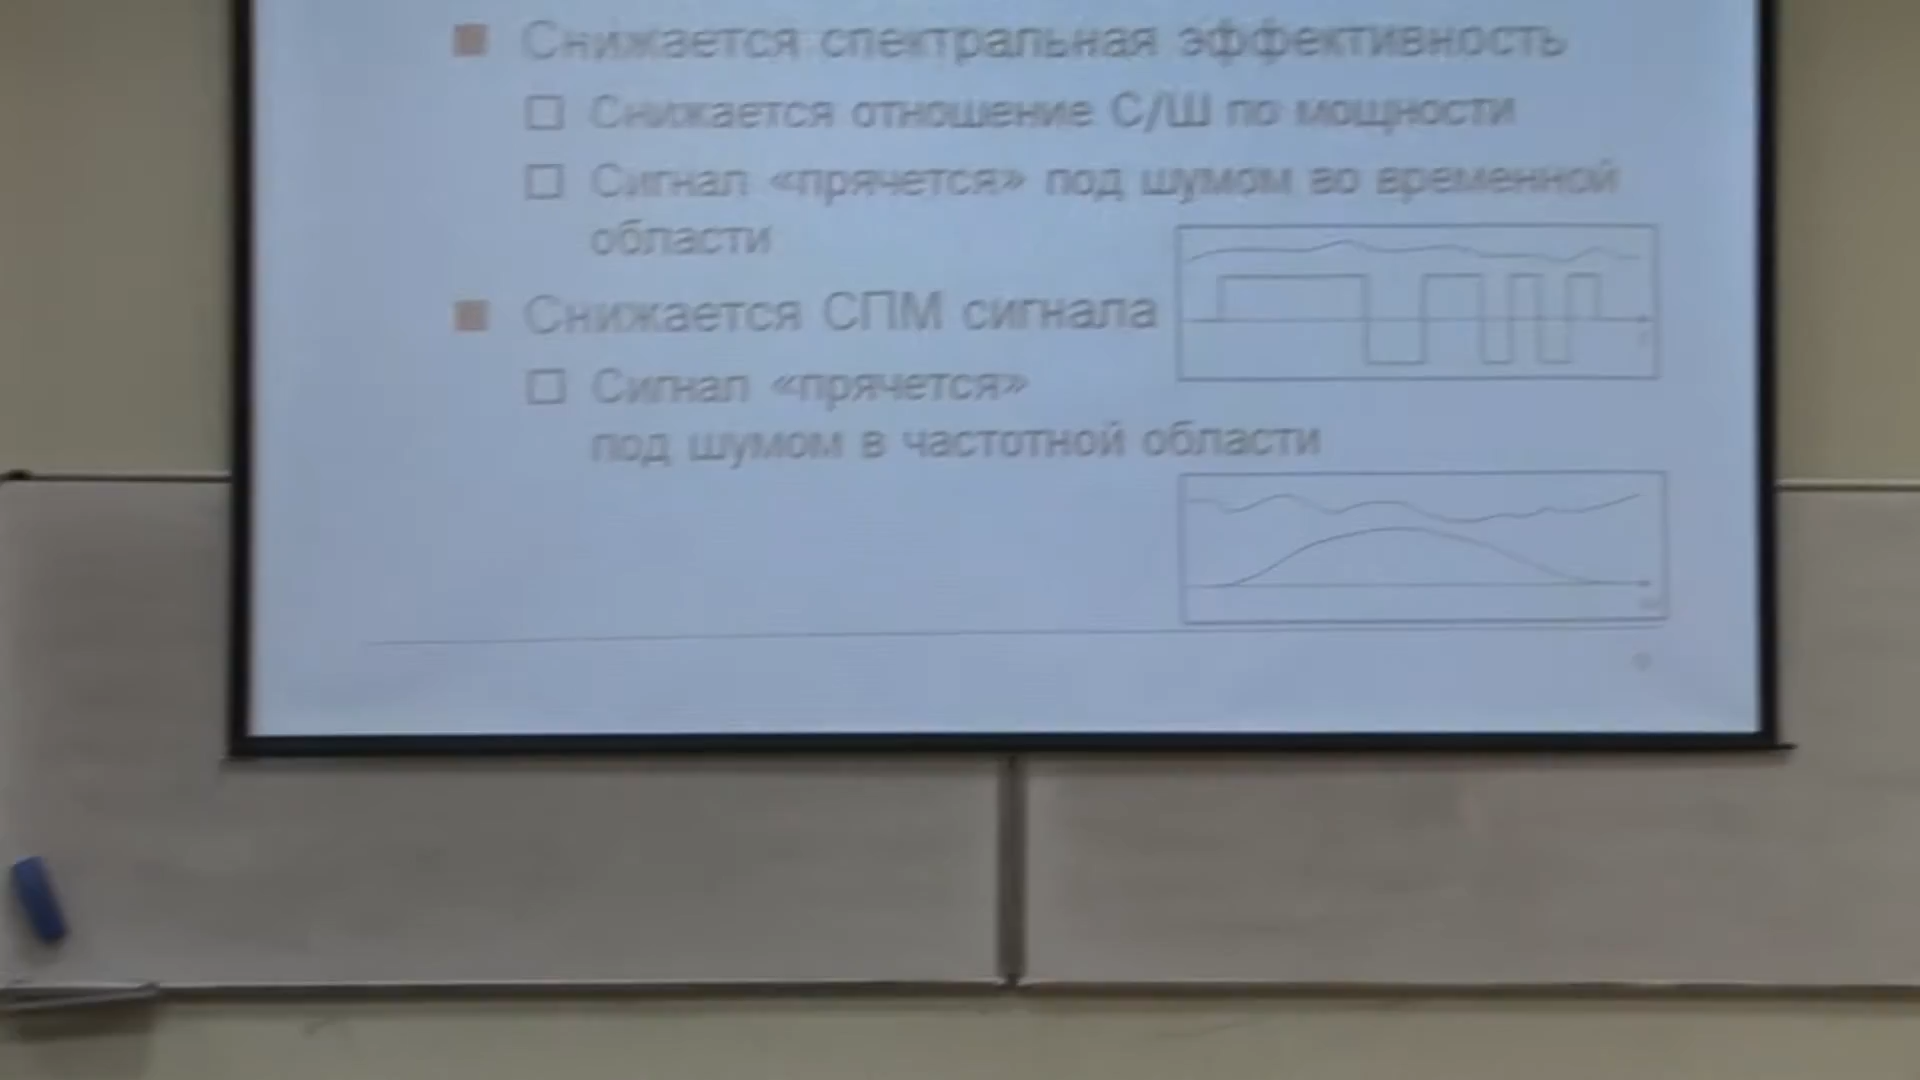 Снижается спектральная эффективность
Снижается отношение С/Ш по мощности
Сигнал «прячется» под шумом во временной
области
Снижается СПМ сигнала
Сигнал «прячется»
под шумом в частотной области